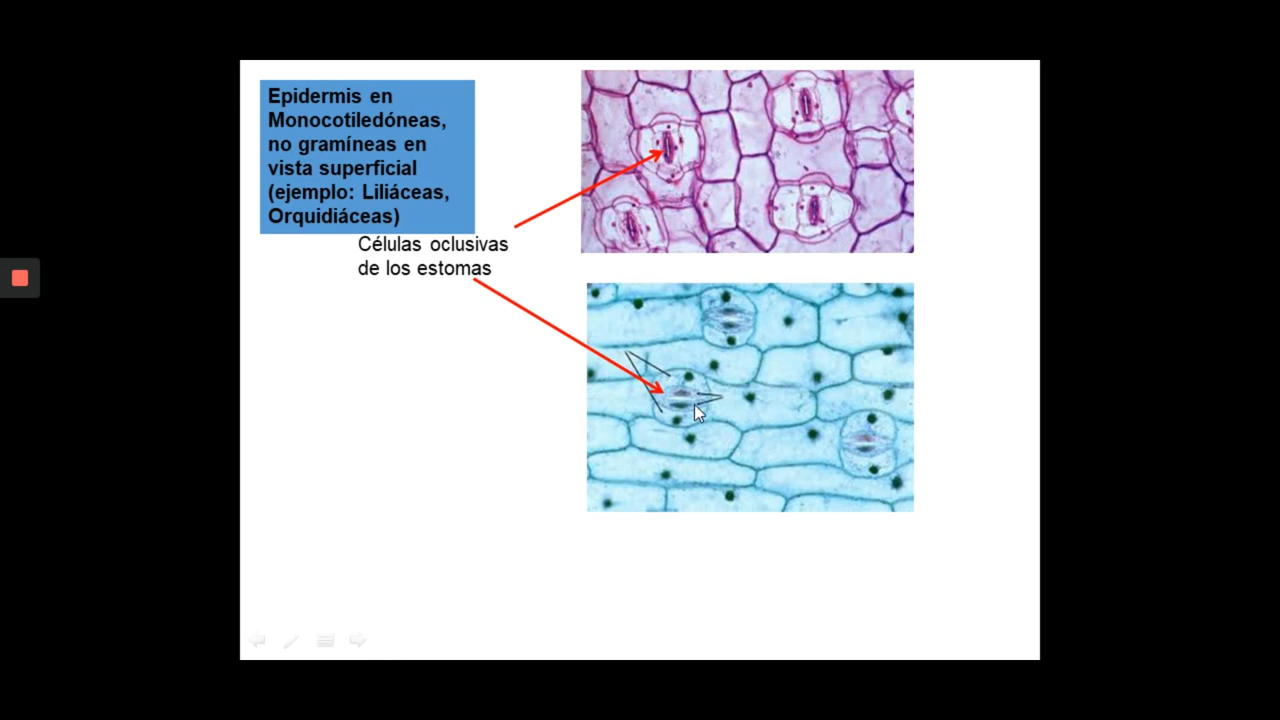 Epidermis en
Monocotiledóneas,
no gramíneas en
vista superficial
(ejemplo: Liliáceas,
Orquidiáceas)
Células oclusivas
de los estomas